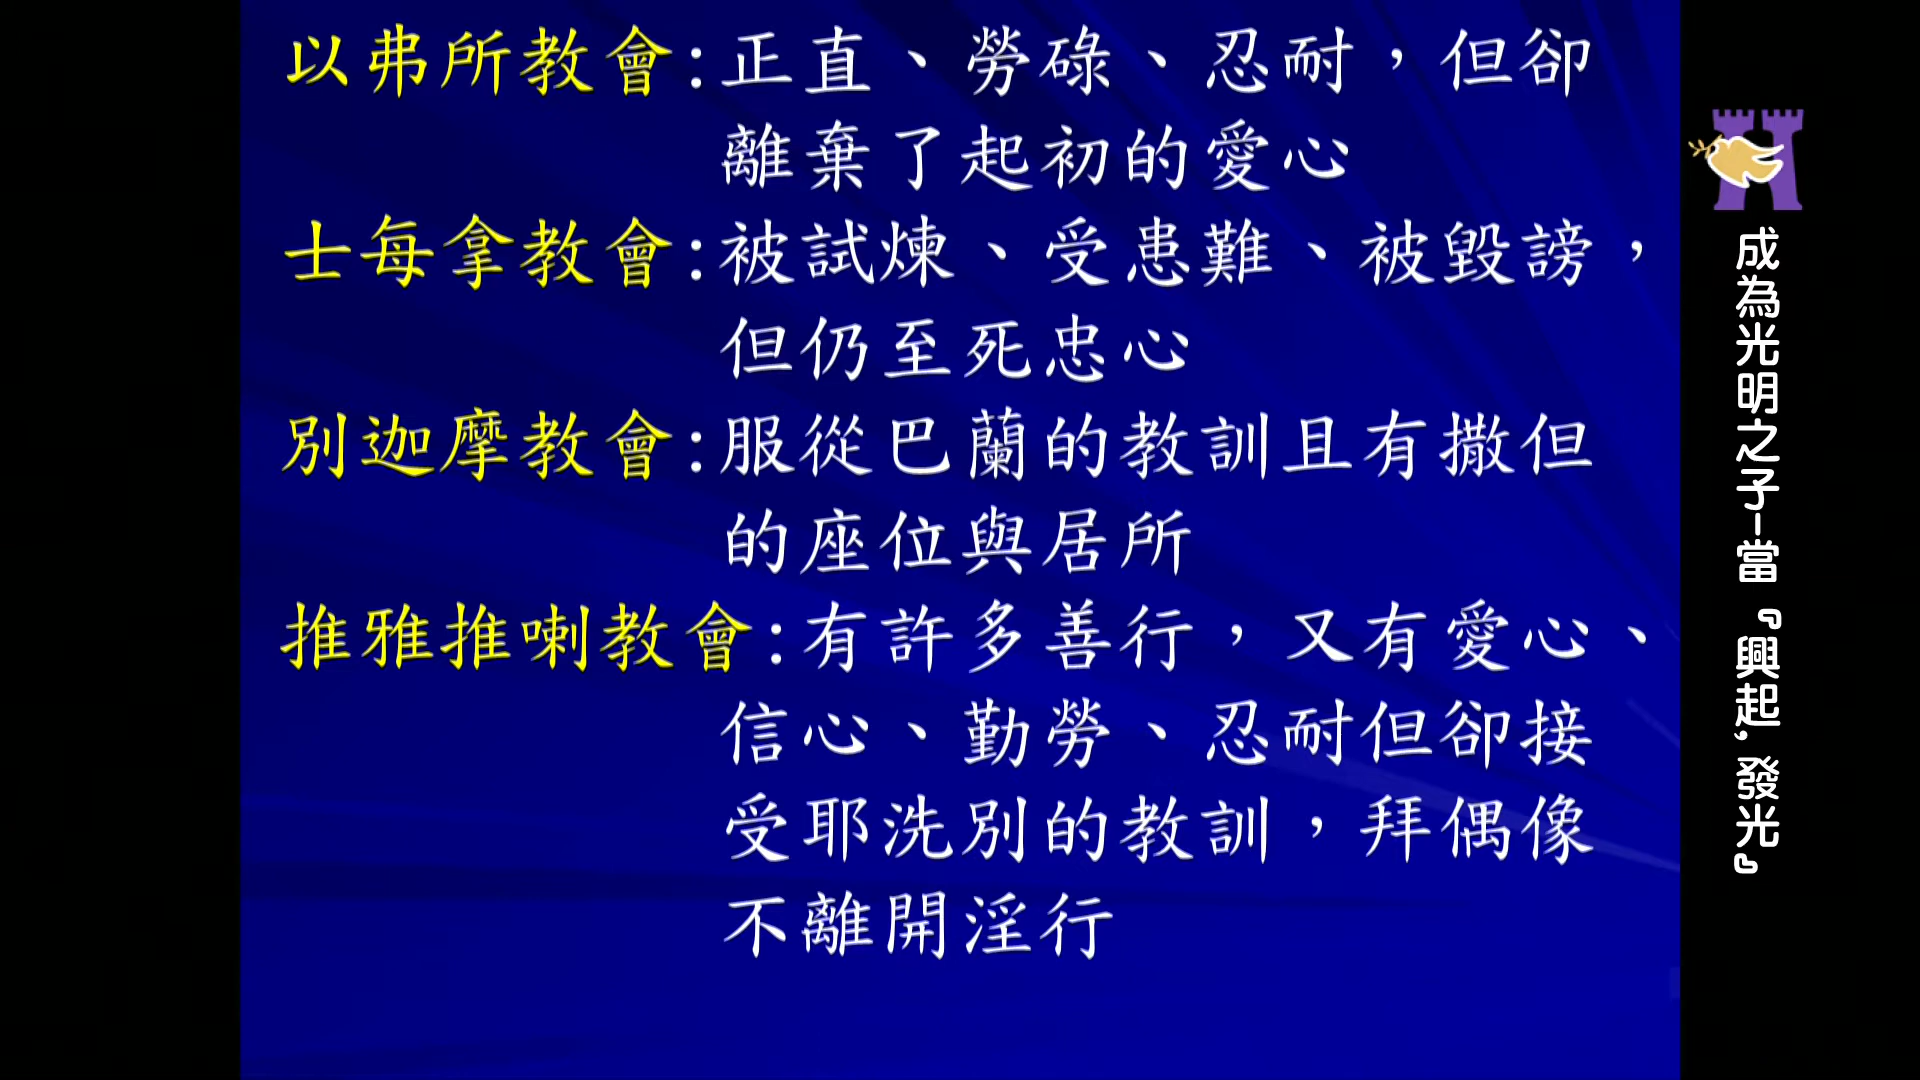 以弗所教會:正直、勞碌、忍耐，但卻
離棄了起初的愛心
士每拿教會:被試煉、受患難、被毀謗，
但仍至死忠心
別迦摩教會:服從巴蘭的教訓且有撒但
的座位與居所
推雅推喇教會:有許多善行，又有愛心、
信心、勤勞、忍耐但卻接
受耶洗別的教訓，拜偶像
不離開淫行
成為光明之子-當『興起,發光』